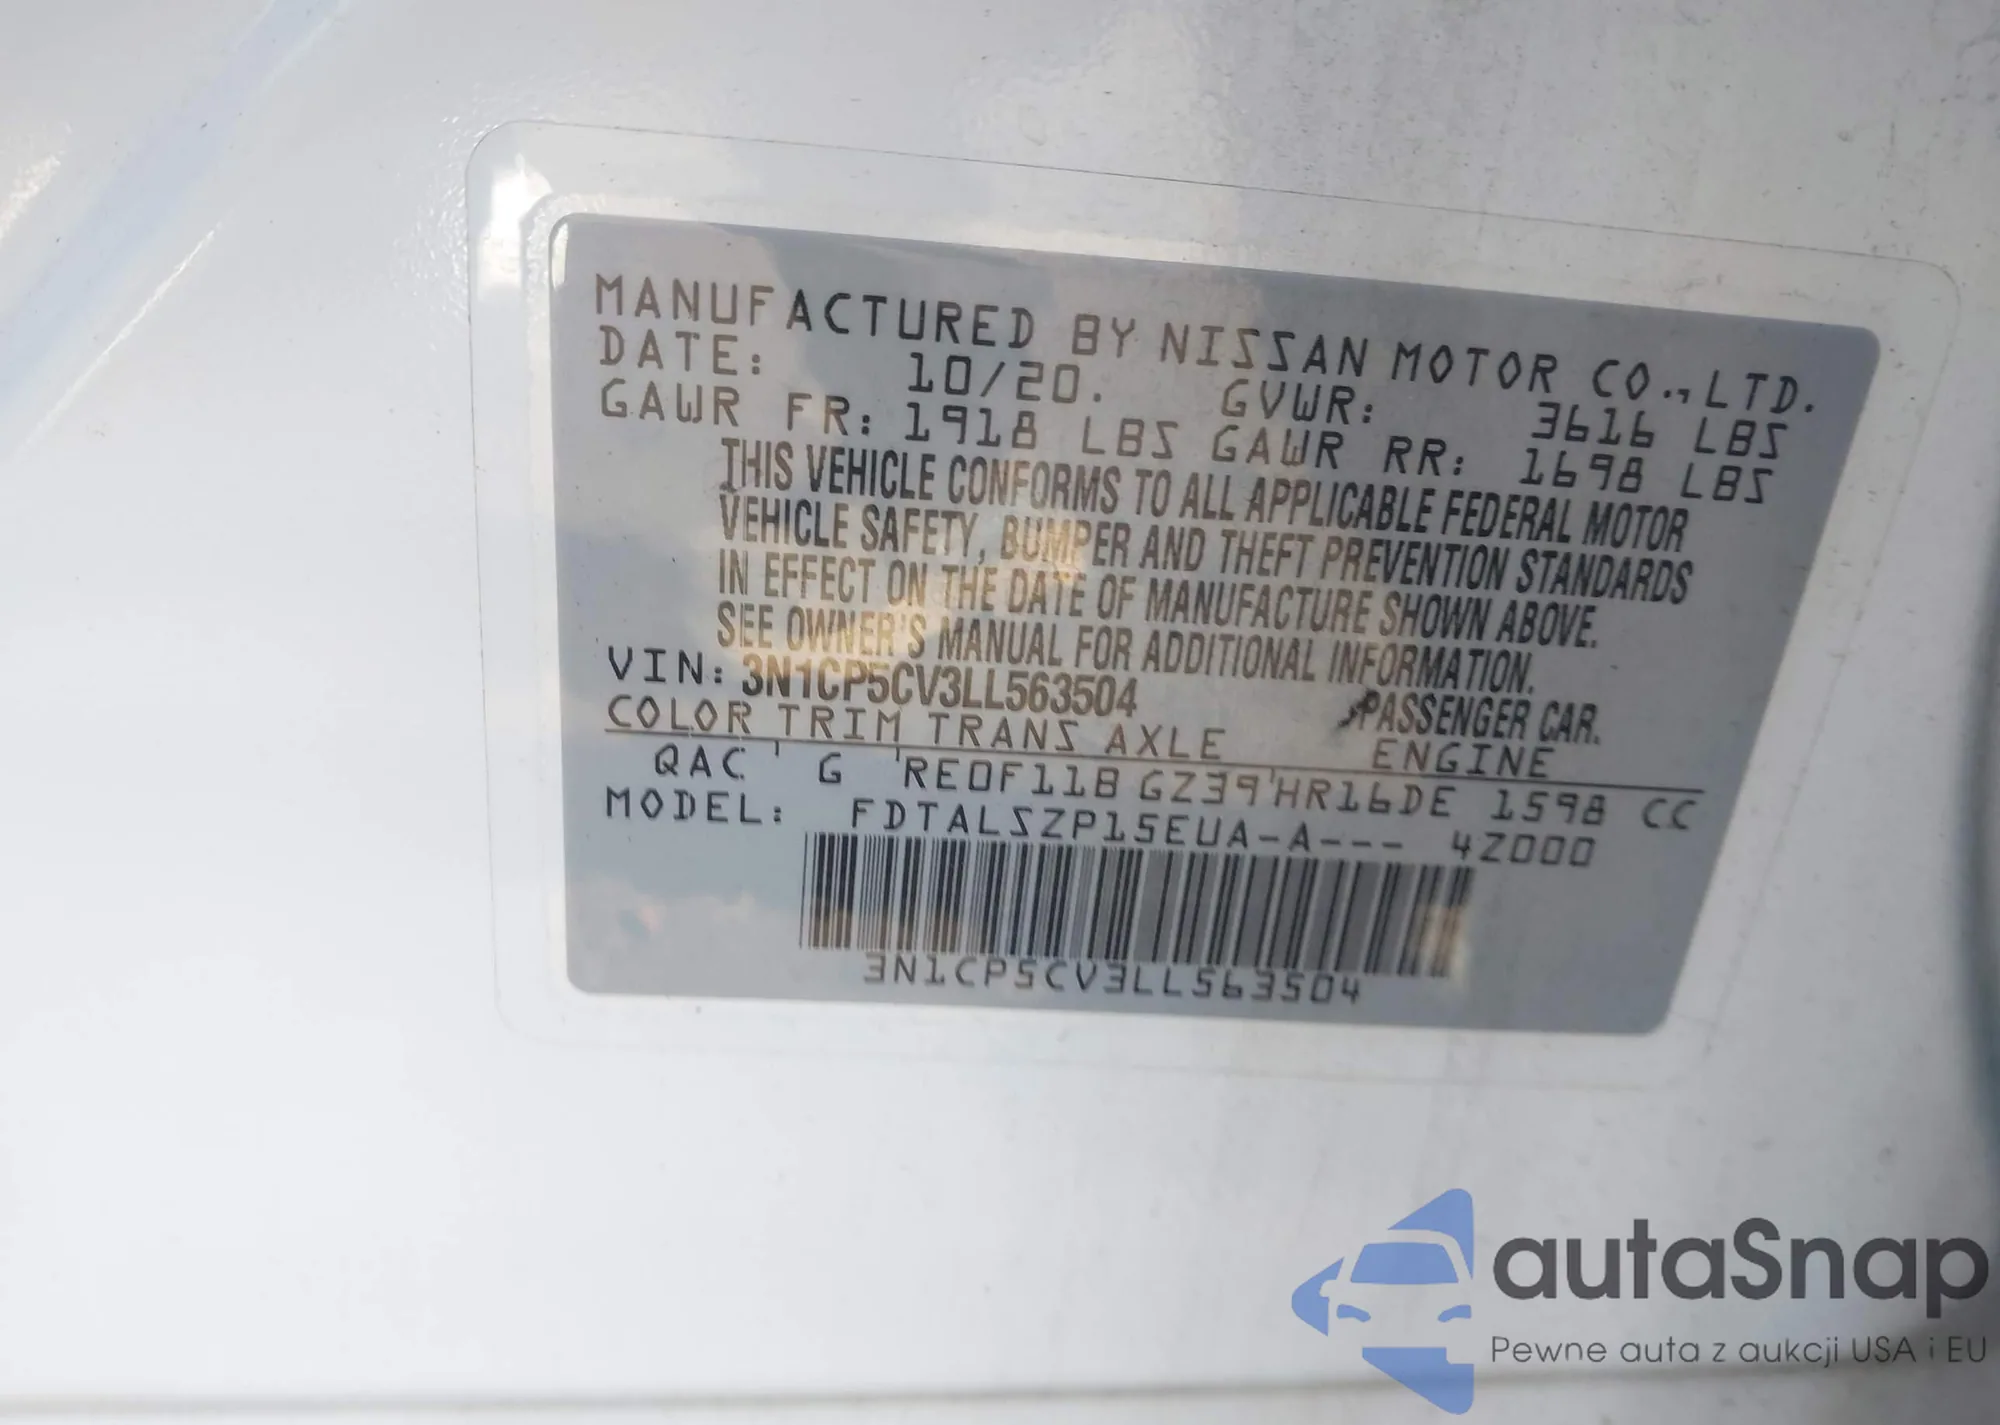 MANUFACTURED BY NISSAN MOTOR CO.,LTD.
DATE: 10/20. GVWR: 3616 LBS
GAWR FR: 1918 LBS GAWR RR: 1698 LBS
THIS VEHICLE CONFORMS TO ALL APPLICABLE FEDERAL MOTOR
VEHICLE SAFETY, BUMPER AND THEFT PREVENTION STANDARDS
IN EFFECT ON THE DATE OF MANUFACTURE SHOWN ABOVE.
SEE OWNER'S MANUAL FOR ADDITIONAL INFORMATION.
VIN: 3N1CP5CV3LL563504 PASSENGER CAR.
COLOR TRIM TRANS AXLE ENGINE
QAC G RE0F11B GZ39 HR16DE 1598 CC
MODEL: FDTALSZP15EUA-A--- 4Z000
3N1CP5CV3LL563504
autaSnap
Pewne auta z aukcji USA i EU